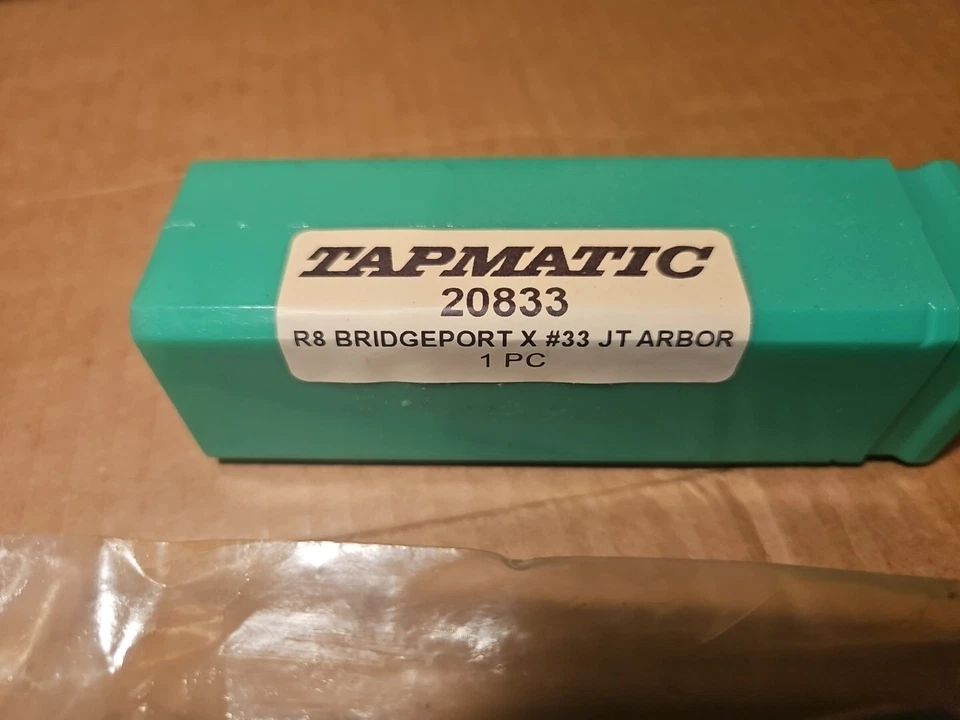 TAPMATIC
20833
R8 BRIDGEPORT X #33 JT ARBOR
1 PC